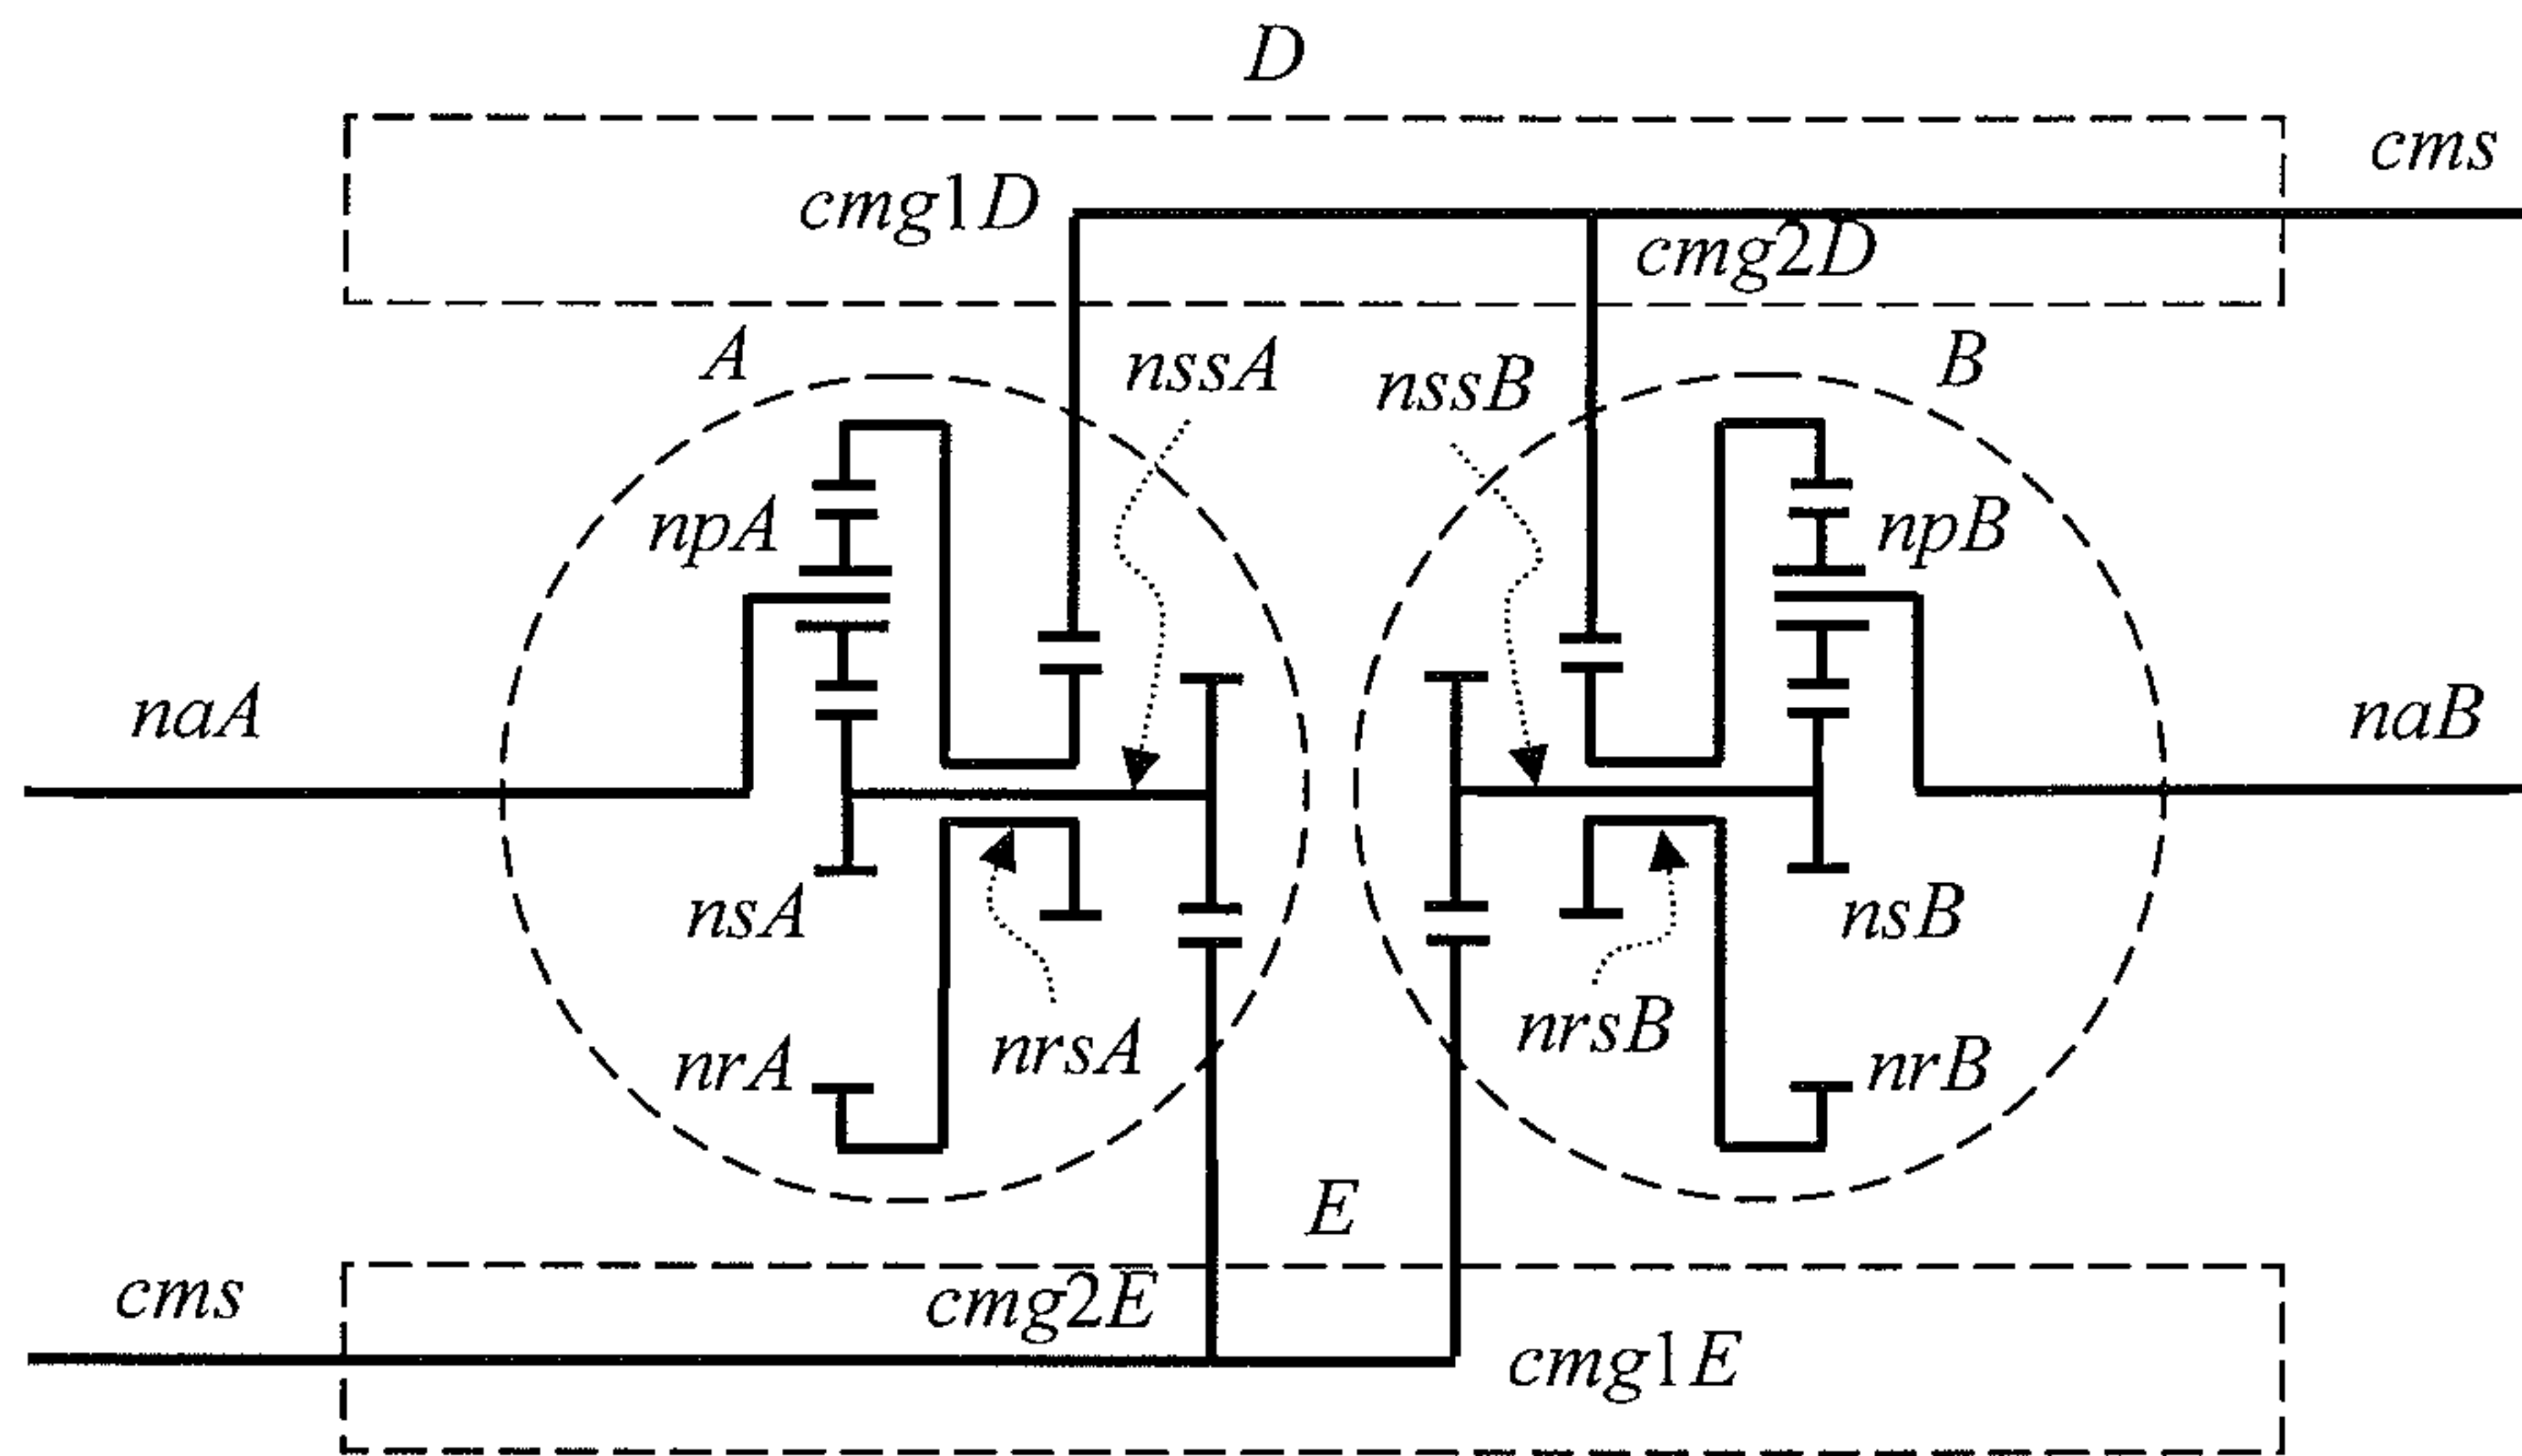 D
cms
cmg1D
cmg2D
A
nssA
nssB
B
npA
npB
naA
naB
nsA
nsB
nrA
nrsA
nrsB
nrB
E
cms
cmg2E
cmg1E